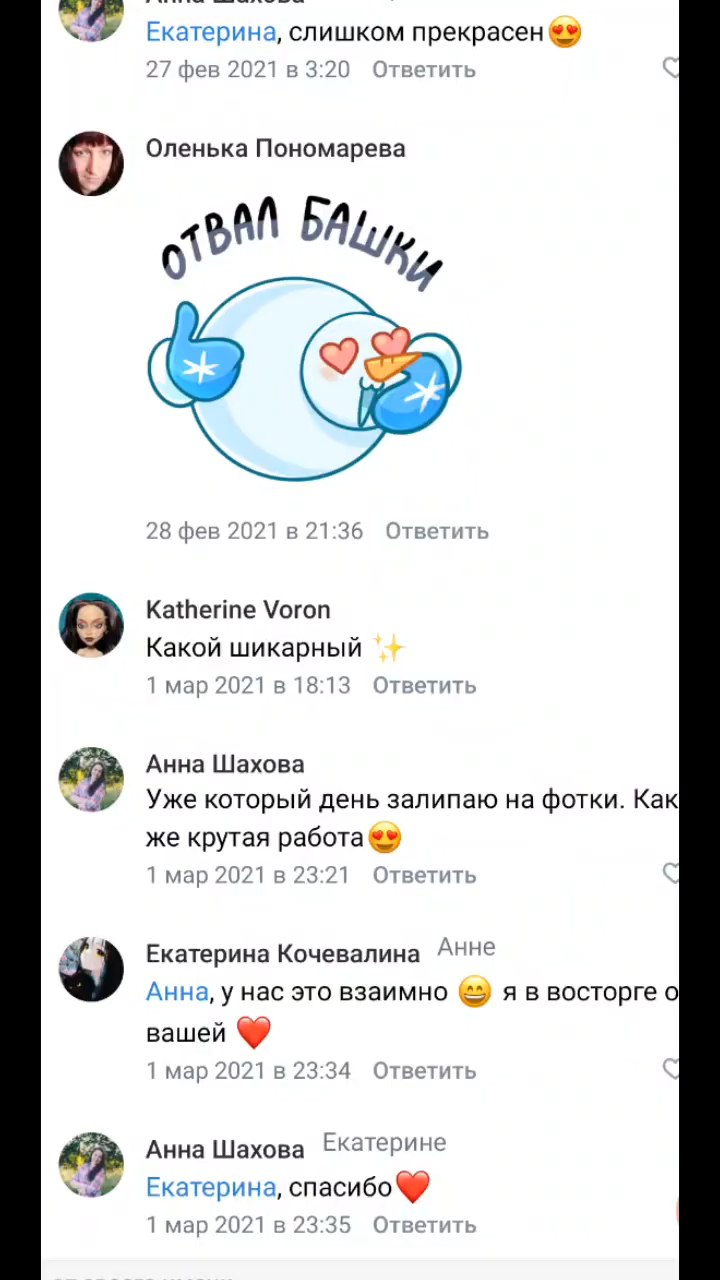 Анна Шахова
Екатерина, слишком прекрасен😍
27 фев 2021 в 3:20 Ответить
Оленька Пономарева
ОТВАЛ БАШКИ
28 фев 2021 в 21:36 Ответить
Katherine Voron
Какой шикарный ✨
1 мар 2021 в 18:13 Ответить
Анна Шахова
Уже который день залипаю на фотки. Как
же крутая работа😍
1 мар 2021 в 23:21 Ответить
Екатерина Кочевалина Анне
Анна, у нас это взаимно 😄 я в восторге о
вашей ❤️
1 мар 2021 в 23:34 Ответить
Анна Шахова Екатерине
Екатерина, спасибо❤️
1 мар 2021 в 23:35 Ответить